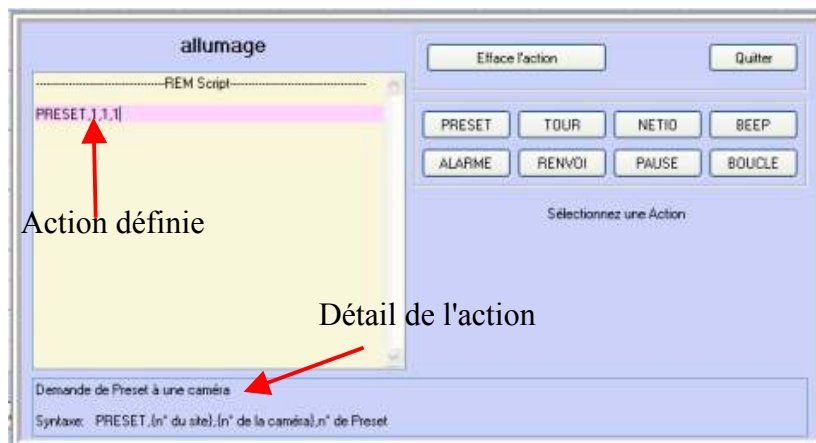 allumage
Efface l'action
Quitter
--------------------------------REM Script--------------------------------
PRESET,1,1,1
PRESET
TOUR
NETIO
BEEP
ALARME
RENVOI
PAUSE
BOUCLE
Action définie
Sélectionnez une Action
Détail de l'action
Demande de Preset à une caméra
Syntaxe: PRESET,{n° du site},{n° de la caméra},n° de Preset